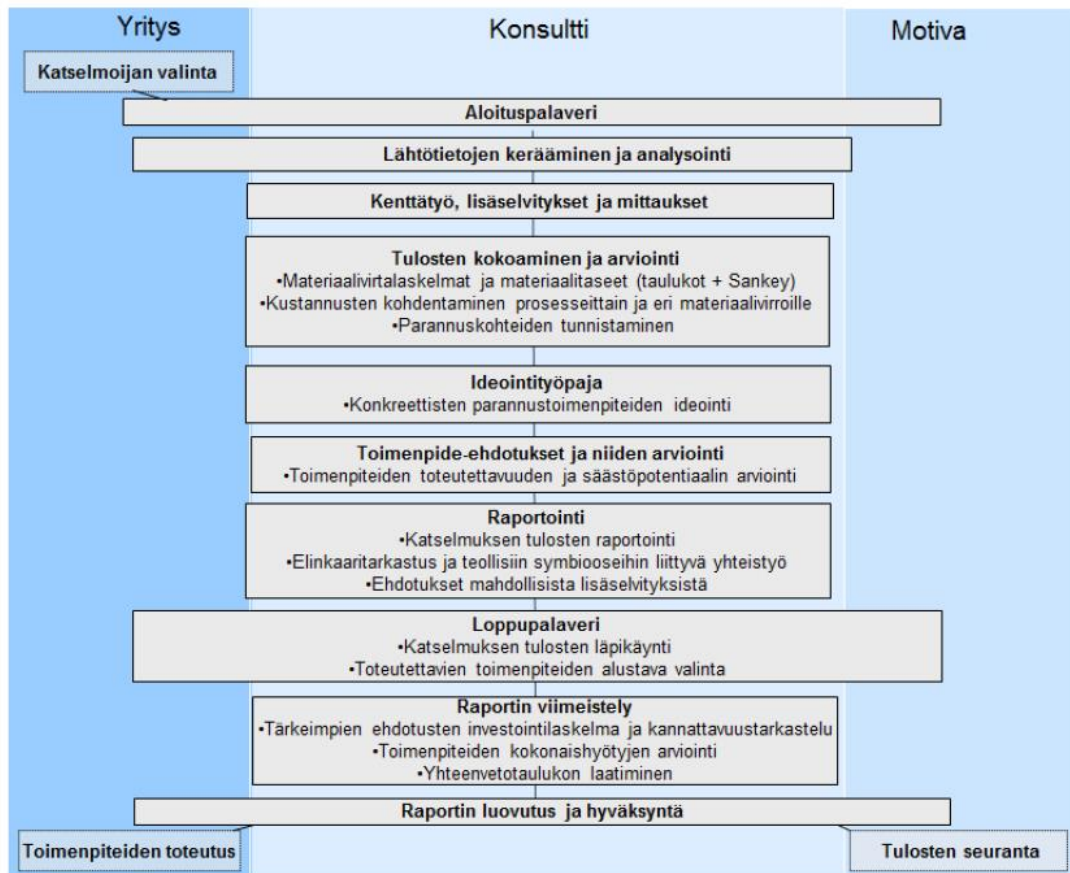 Yritys
Konsultti
Motiva
Katselmoijan valinta
Aloituspalaveri
Lähtötietojen kerääminen ja analysointi
Kenttätyö, lisäselvitykset ja mittaukset
Tulosten kokoaminen ja arviointi
•Materiaalivirtalaskelmat ja materiaalitaseet (taulukot + Sankey)
•Kustannusten kohdentaminen prosesseittain ja eri materiaalivirroille
•Parannuskohteiden tunnistaminen
Ideointityöpaja
•Konkreettisten parannustoimenpiteiden ideointi
Toimenpide-ehdotukset ja niiden arviointi
•Toimenpiteiden toteutettavuuden ja säästöpotentiaalin arviointi
Raportointi
•Katselmuksen tulosten raportointi
•Elinkaaritarkastus ja teollisiin symbiooseihin liittyvä yhteistyö
•Ehdotukset mahdollisista lisäselvityksistä
Loppupalaveri
•Katselmuksen tulosten läpikäynti
•Toteutettavien toimenpiteiden alustava valinta
Raportin viimeistely
•Tärkeimpien ehdotusten investointilaskelma ja kannattavuustarkastelu
•Toimenpiteiden kokonaishyötyjen arviointi
•Yhteenvetotaulukon laatiminen
Raportin luovutus ja hyväksyntä
Toimenpiteiden toteutus
Tulosten seuranta